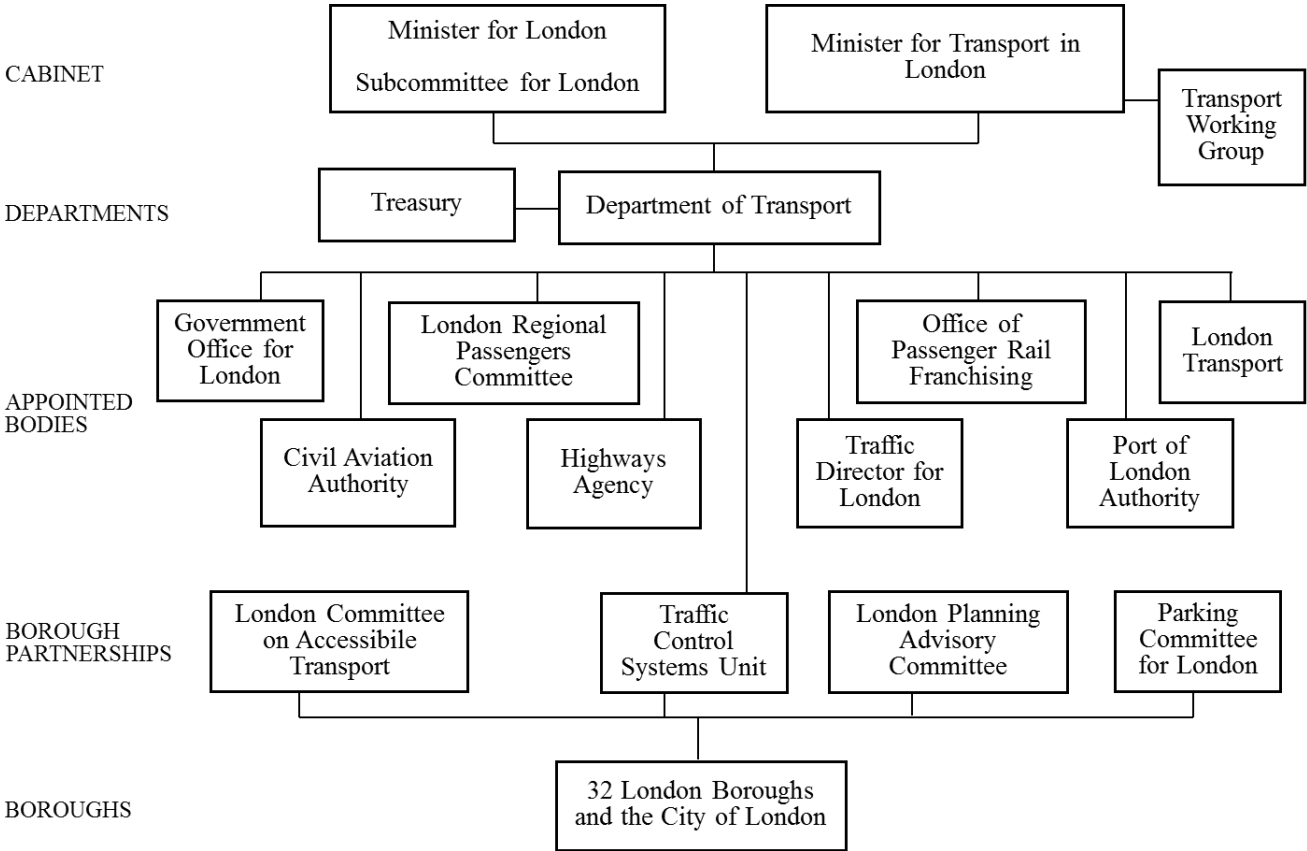 CABINET
Minister for London
Subcommittee for London
Minister for Transport in
London
Transport
Working
Group
DEPARTMENTS
Treasury
Department of Transport
APPOINTED
BODIES
Government
Office for
London
London Regional
Passengers
Committee
Office of
Passenger Rail
Franchising
London
Transport
Civil Aviation
Authority
Highways
Agency
Traffic
Director for
London
Port of
London
Authority
BOROUGH
PARTNERSHIPS
London Committee
on Accessibile
Transport
Traffic
Control
Systems Unit
London Planning
Advisory
Committee
Parking
Committee
for London
BOROUGHS
32 London Boroughs
and the City of London